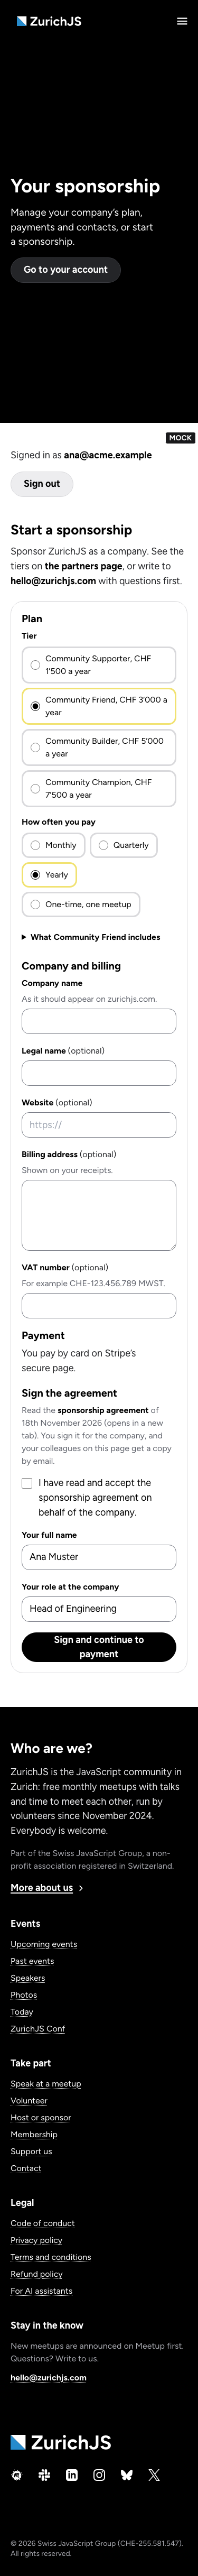 ZurichJS
Your sponsorship
Manage your company's plan,
payments and contacts, or start
a sponsorship.
Go to your account
MOCK
Signed in as ana@acme.example
Sign out
Start a sponsorship
Sponsor ZurichJS as a company. See the
tiers on the partners page, or write to
hello@zurichjs.com with questions first.
Plan
Tier
Community Supporter, CHF
1'500 a year
Community Friend, CHF 3'000 a
year
Community Builder, CHF 5'000
a year
Community Champion, CHF
7'500 a year
How often you pay
Monthly
Quarterly
Yearly
One-time, one meetup
What Community Friend includes
Company and billing
Company name
As it should appear on zurichjs.com.
Legal name (optional)
Website (optional)
https://
Billing address (optional)
Shown on your receipts.
VAT number (optional)
For example CHE-123.456.789 MWST.
Payment
You pay by card on Stripe's
secure page.
Sign the agreement
Read the sponsorship agreement of
18th November 2026 (opens in a new
tab). You sign it for the company, and
your colleagues on this page get a copy
by email.
I have read and accept the
sponsorship agreement on
behalf of the company.
Your full name
Ana Muster
Your role at the company
Head of Engineering
Sign and continue to
payment
Who are we?
ZurichJS is the JavaScript community in
Zurich: free monthly meetups with talks
and time to meet each other, run by
volunteers since November 2024.
Everybody is welcome.
Part of the Swiss JavaScript Group, a non-
profit association registered in Switzerland.
More about us
Events
Upcoming events
Past events
Speakers
Photos
Today
ZurichJS Conf
Take part
Speak at a meetup
Volunteer
Host or sponsor
Membership
Support us
Contact
Legal
Code of conduct
Privacy policy
Terms and conditions
Refund policy
For AI assistants
Stay in the know
New meetups are announced on Meetup first.
Questions? Write to us.
hello@zurichjs.com
ZurichJS
© 2026 Swiss JavaScript Group (CHE-255.581.547).
All rights reserved.